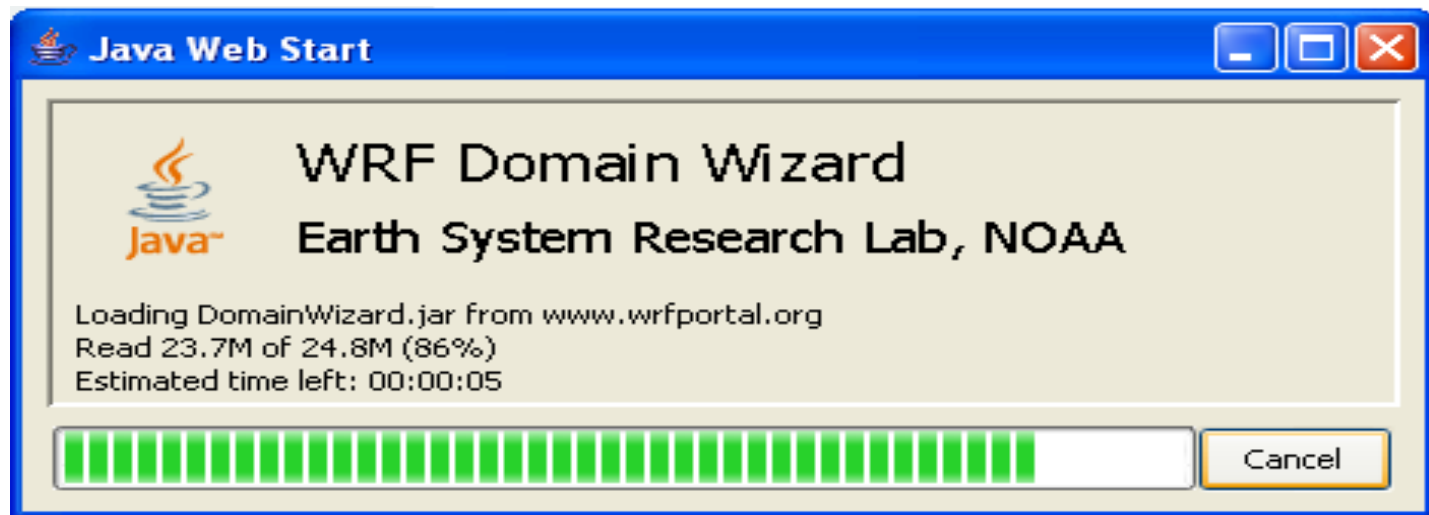 Java Web Start
WRF Domain Wizard
Earth System Research Lab, NOAA
Java™
Loading DomainWizard.jar from www.wrfportal.org
Read 23.7M of 24.8M (86%)
Estimated time left: 00:00:05
Cancel